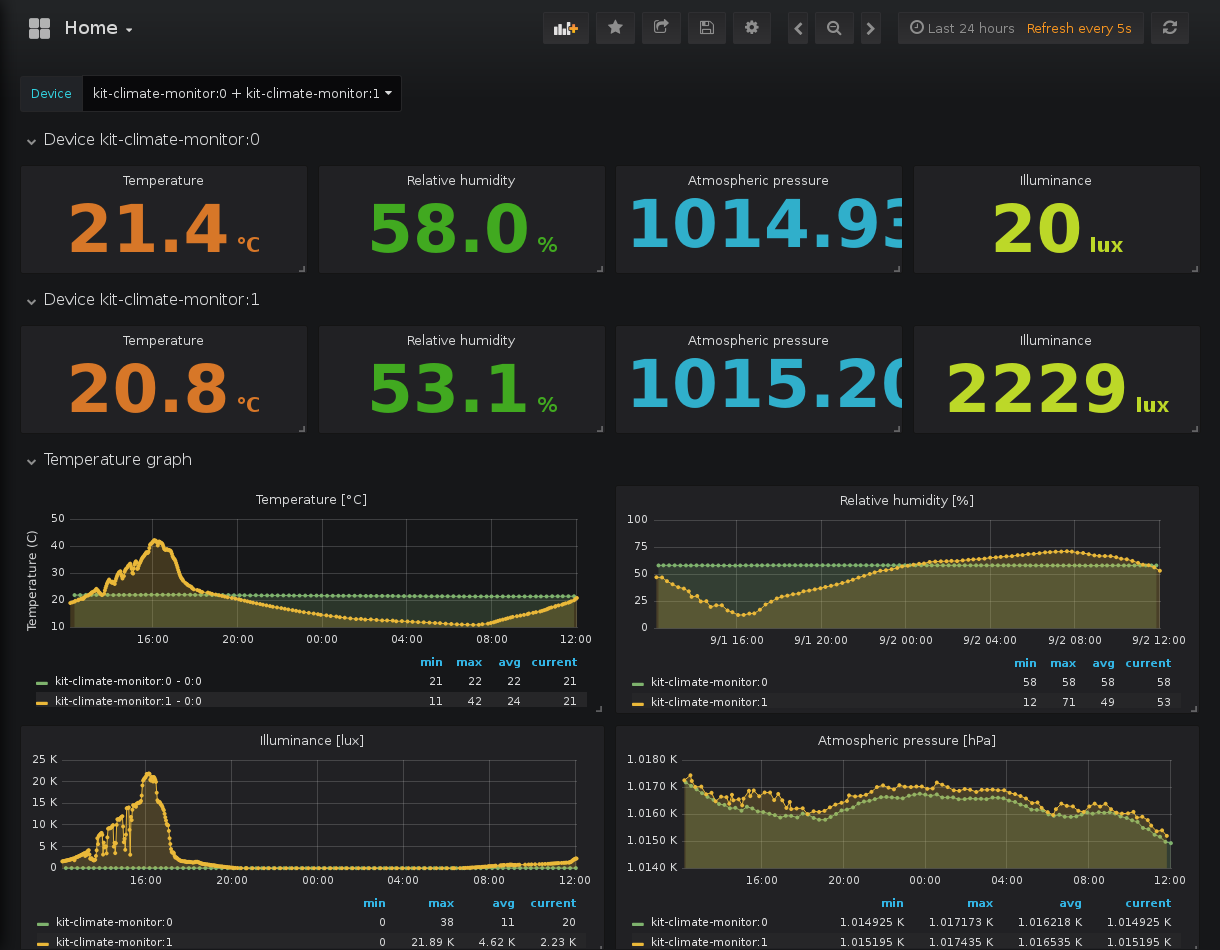 Home
Last 24 hours Refresh every 5s
Device kit-climate-monitor:0 + kit-climate-monitor:1
Device kit-climate-monitor:0
Temperature Relative humidity Atmospheric pressure Illuminance
21.4 °C 58.0 % 1014.93 20 lux
Device kit-climate-monitor:1
Temperature Relative humidity Atmospheric pressure Illuminance
20.8 °C 53.1 % 1015.20 2229 lux
Temperature graph
Temperature [°C]
Temperature (C)
50
40
30
20
10
16:00 20:00 00:00 04:00 08:00 12:00
min max avg current
kit-climate-monitor:0 - 0:0 21 22 22 21
kit-climate-monitor:1 - 0:0 11 42 24 21
Relative humidity [%]
100
75
50
25
0
9/1 16:00 9/1 20:00 9/2 00:00 9/2 04:00 9/2 08:00 9/2 12:00
min max avg current
kit-climate-monitor:0 58 58 58 58
kit-climate-monitor:1 12 71 49 53
Illuminance [lux]
25 K
20 K
15 K
10 K
5 K
0
16:00 20:00 00:00 04:00 08:00 12:00
min max avg current
kit-climate-monitor:0 0 38 11 20
kit-climate-monitor:1 0 21.89 K 4.62 K 2.23 K
Atmospheric pressure [hPa]
1.0180 K
1.0170 K
1.0160 K
1.0150 K
1.0140 K
16:00 20:00 00:00 04:00 08:00 12:00
min max avg current
kit-climate-monitor:0 1.014925 K 1.017173 K 1.016218 K 1.014925 K
kit-climate-monitor:1 1.015195 K 1.017435 K 1.016535 K 1.015195 K